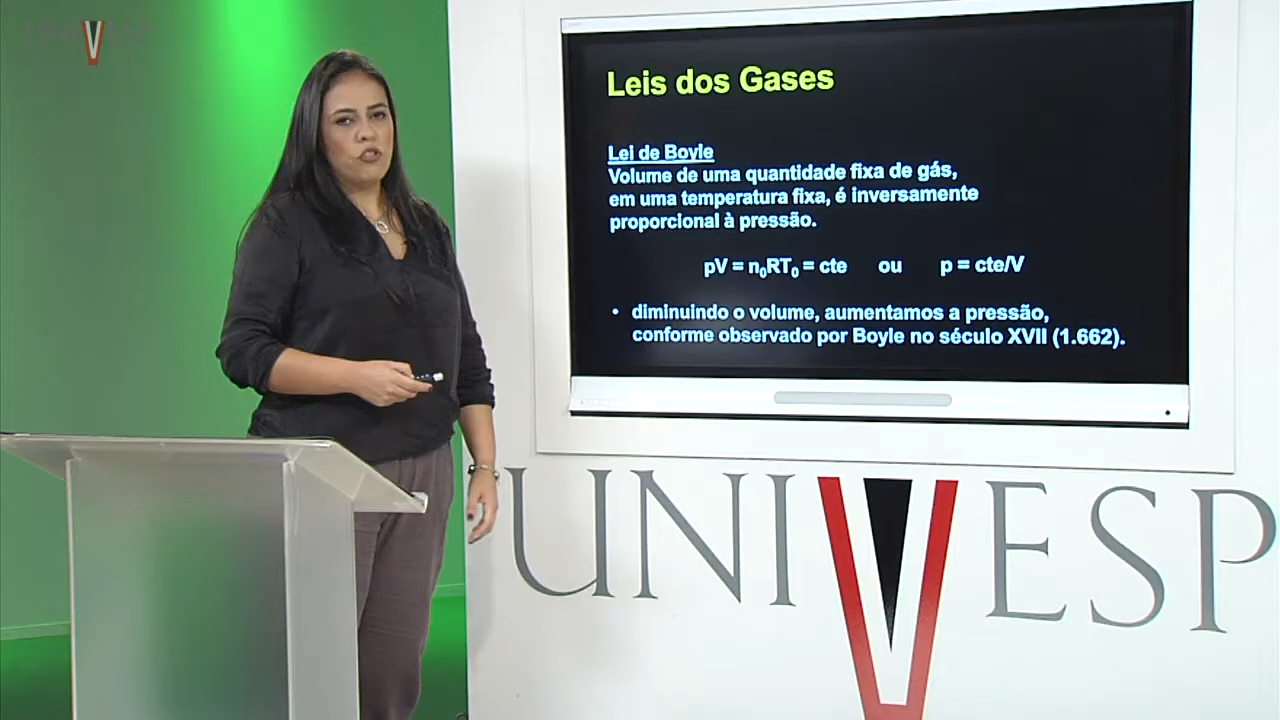 UNIVESP
Leis dos Gases
Lei de Boyle
Volume de uma quantidade fixa de gás,
em uma temperatura fixa, é inversamente
proporcional à pressão.
pV = n₀RT₀ = cte ou p = cte/V
• diminuindo o volume, aumentamos a pressão,
conforme observado por Boyle no século XVII (1.662).
UNIVESP